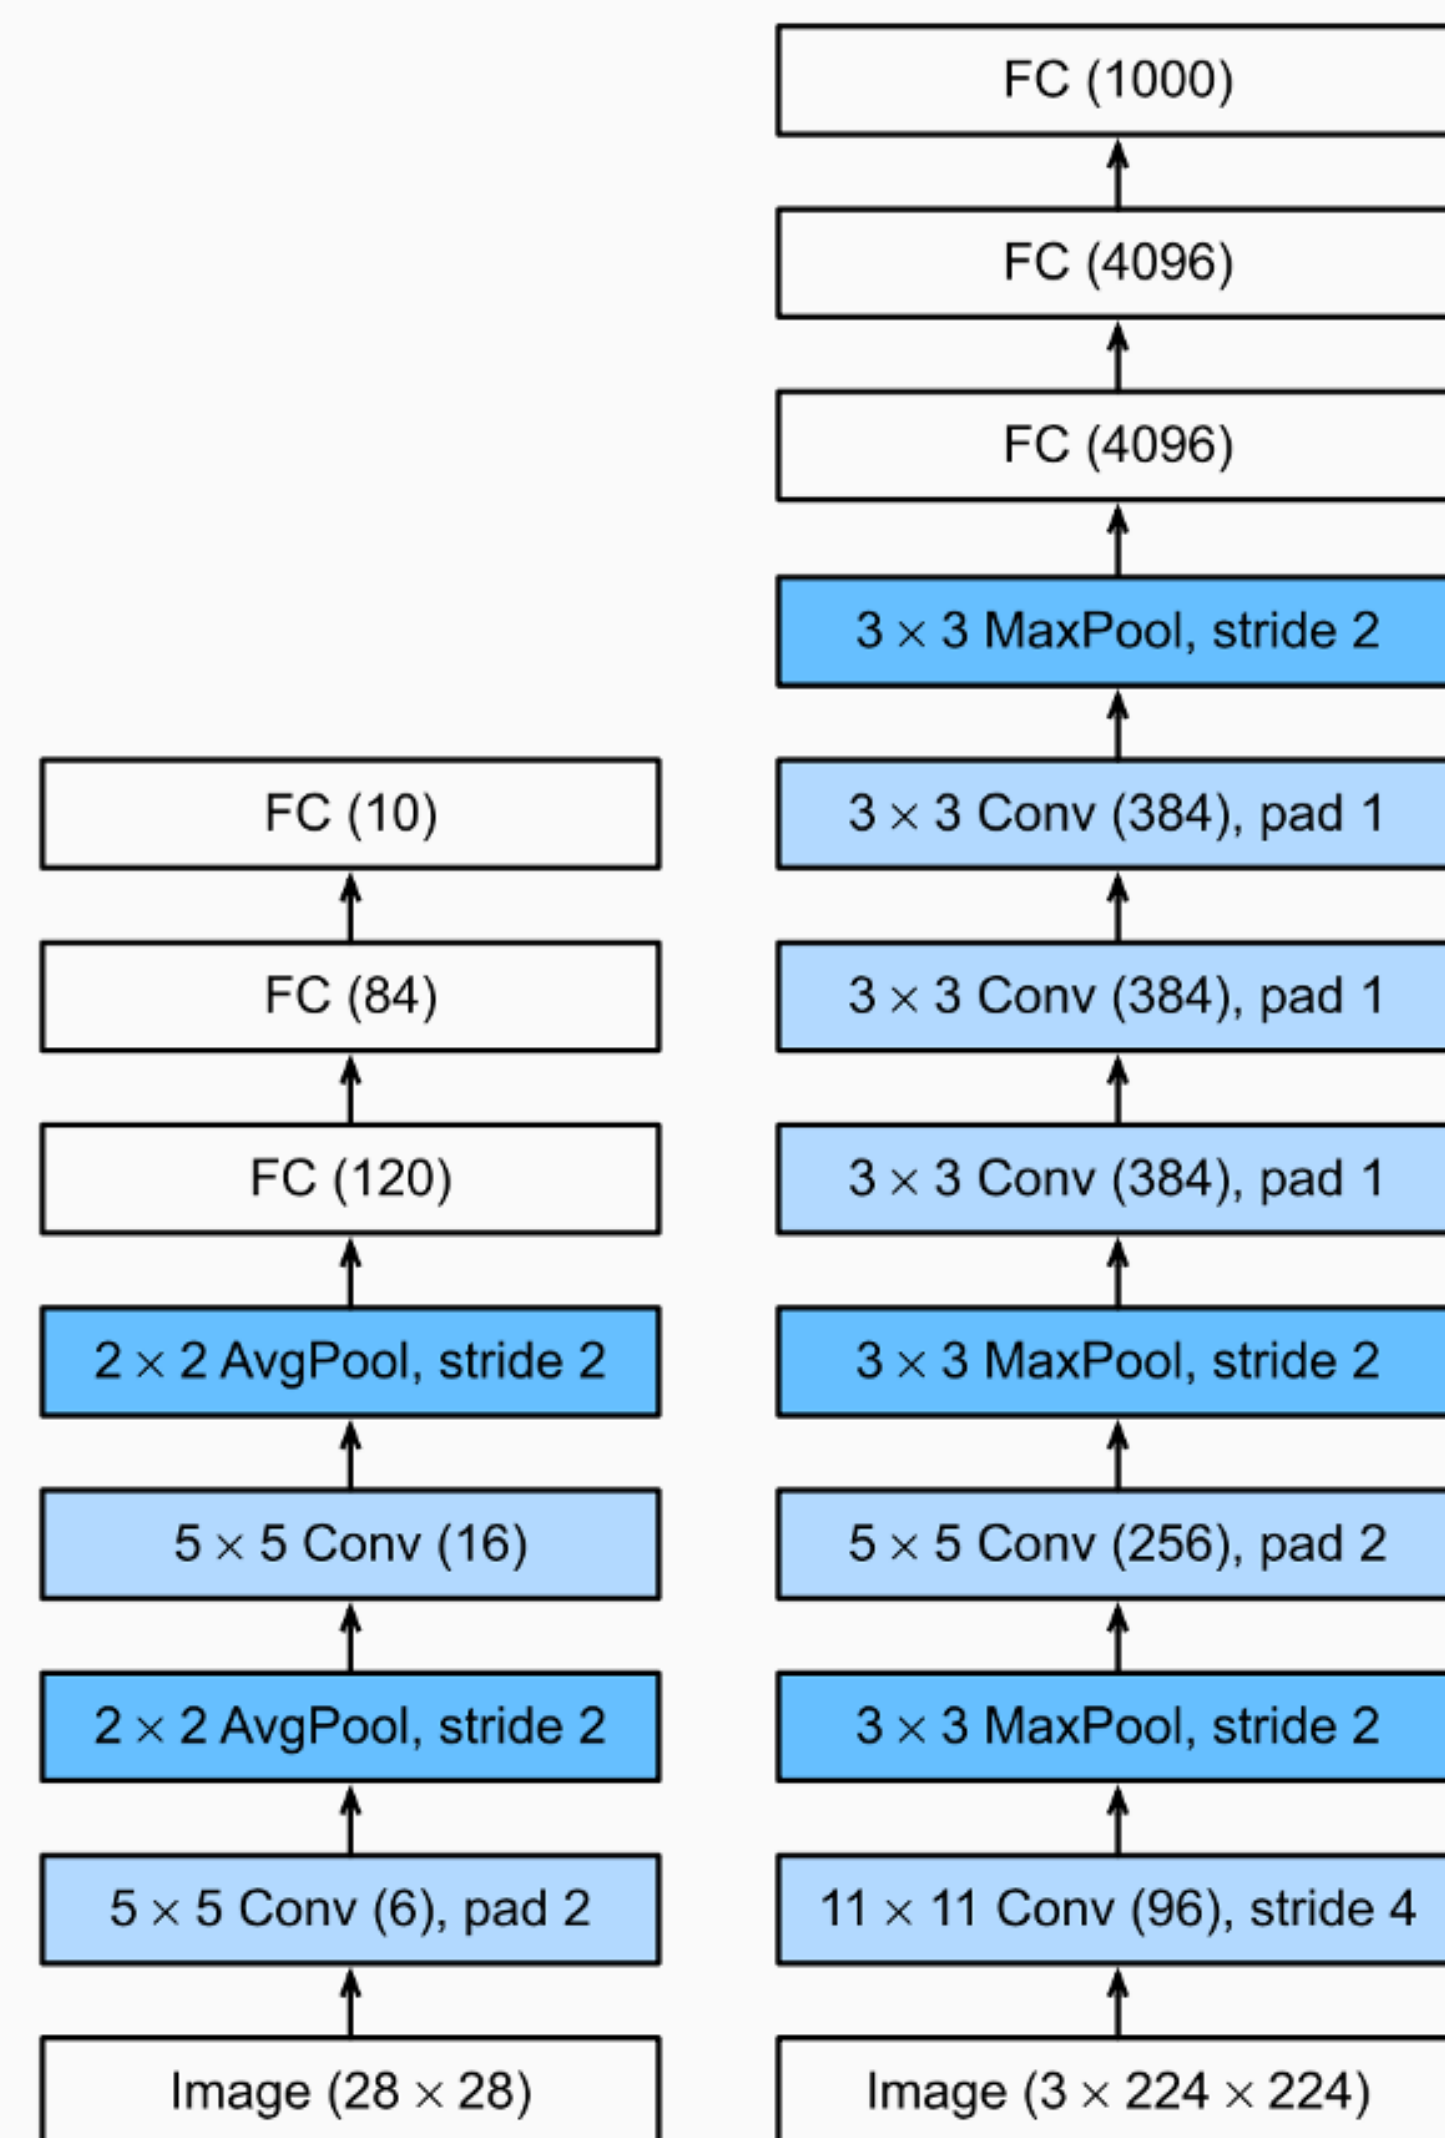 FC (10)
FC (84)
FC (120)
2 × 2 AvgPool, stride 2
5 × 5 Conv (16)
2 × 2 AvgPool, stride 2
5 × 5 Conv (6), pad 2
Image (28 × 28)
FC (1000)
FC (4096)
FC (4096)
3 × 3 MaxPool, stride 2
3 × 3 Conv (384), pad 1
3 × 3 Conv (384), pad 1
3 × 3 Conv (384), pad 1
3 × 3 MaxPool, stride 2
5 × 5 Conv (256), pad 2
3 × 3 MaxPool, stride 2
11 × 11 Conv (96), stride 4
Image (3 × 224 × 224)